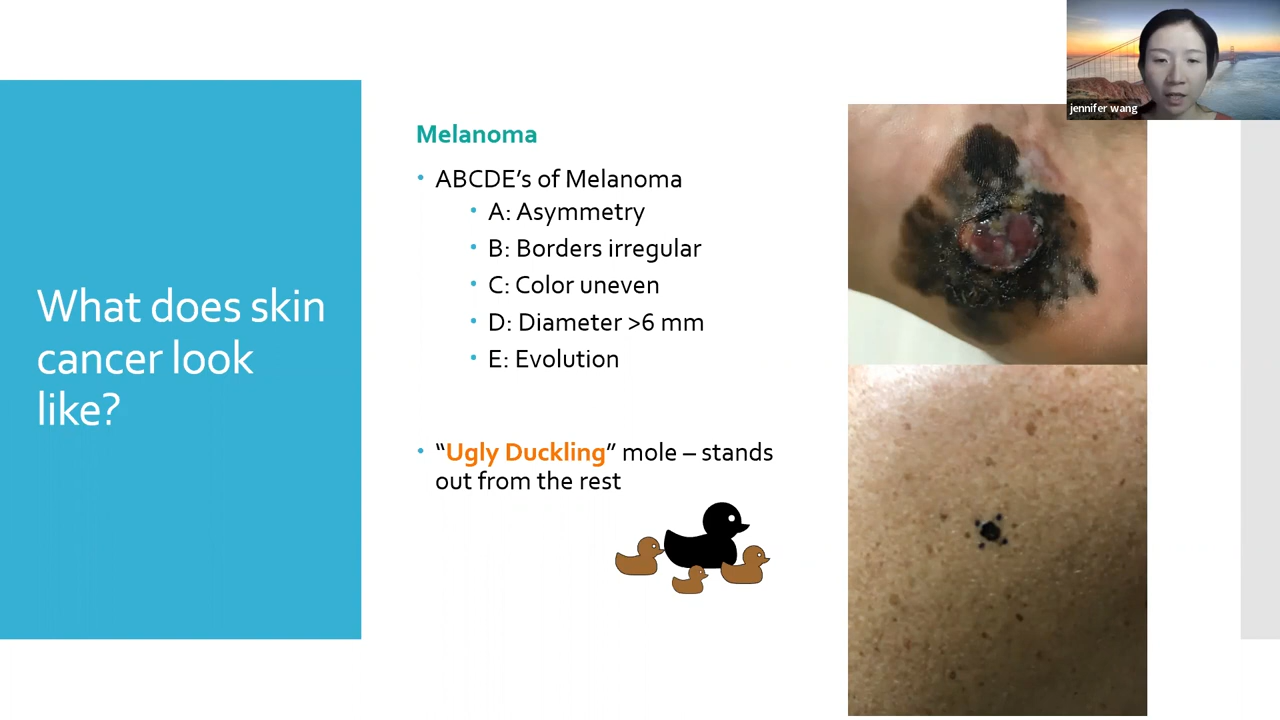 jennifer wang
What does skin
cancer look
like?
Melanoma
• ABCDE’s of Melanoma
• A: Asymmetry
• B: Borders irregular
• C: Color uneven
• D: Diameter >6 mm
• E: Evolution
• “Ugly Duckling” mole – stands
out from the rest